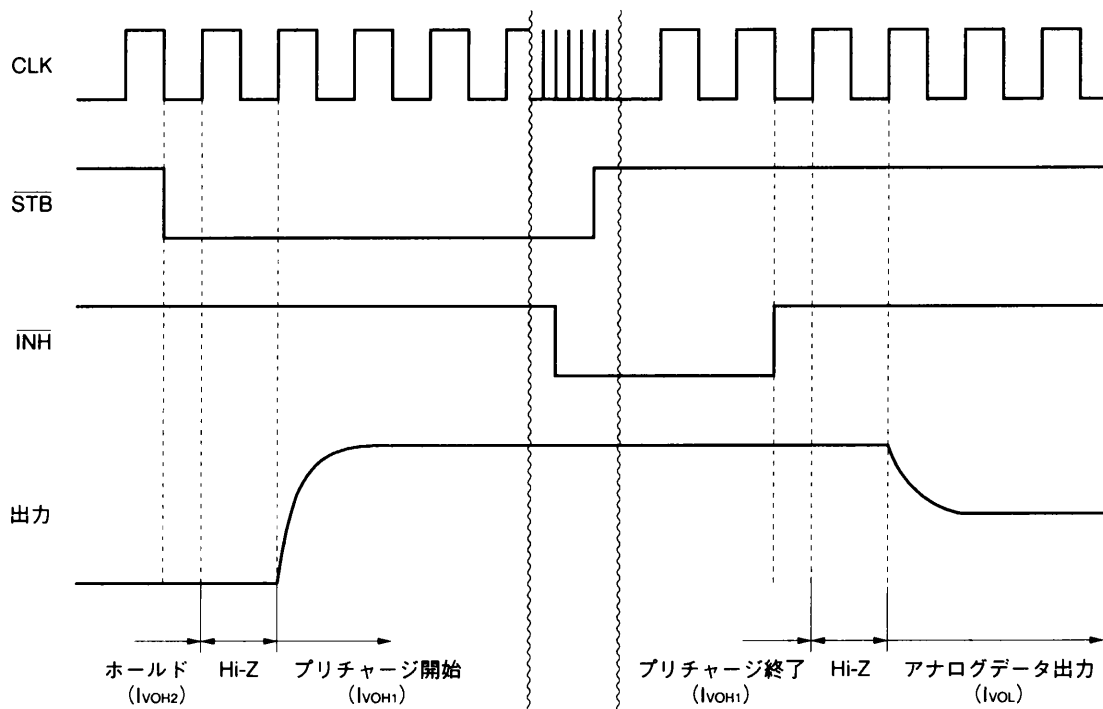 CLK
STB
INH
出力
ホールド
(IVOH2)
Hi-Z
プリチャージ開始
(IVOH1)
プリチャージ終了
(IVOH1)
Hi-Z
アナログデータ出力
(IVOL)